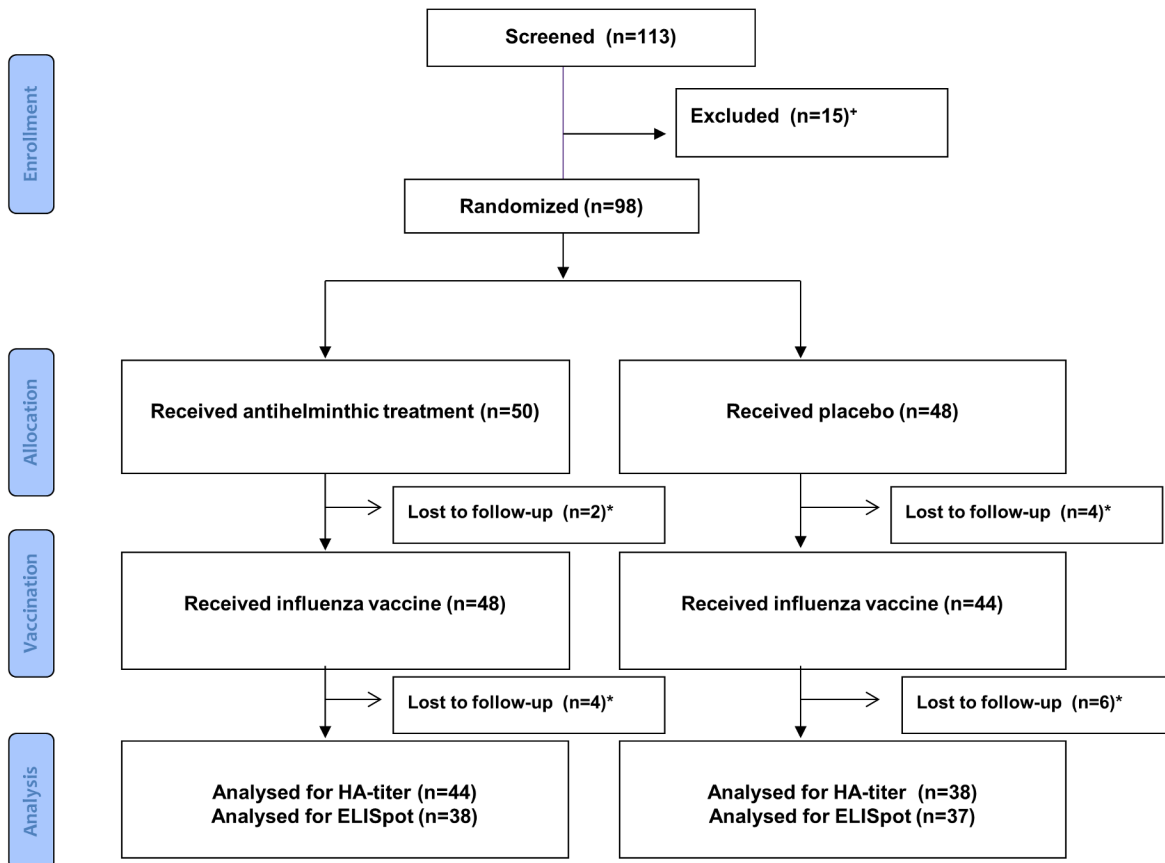 Screened (n=113)
Enrollment
Excluded (n=15)+
Randomized (n=98)
Allocation
Received antihelminthic treatment (n=50)
Received placebo (n=48)
Lost to follow-up (n=2)*
Lost to follow-up (n=4)*
Vaccination
Received influenza vaccine (n=48)
Received influenza vaccine (n=44)
Lost to follow-up (n=4)*
Lost to follow-up (n=6)*
Analysis
Analysed for HA-titer (n=44)
Analysed for ELISpot (n=38)
Analysed for HA-titer (n=38)
Analysed for ELISpot (n=37)